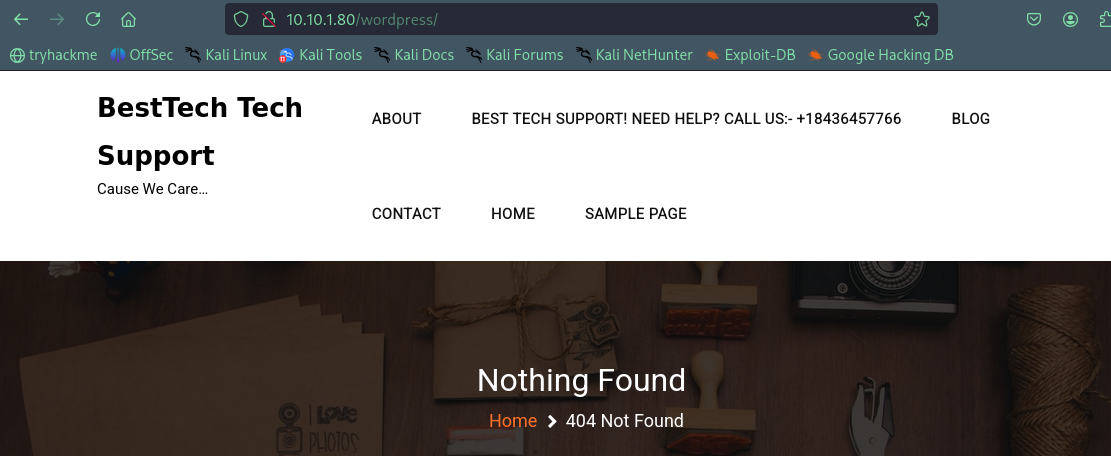 10.10.1.80/wordpress/
tryhackme OffSec Kali Linux Kali Tools Kali Docs Kali Forums Kali NetHunter Exploit-DB Google Hacking DB
BestTech Tech
Support
Cause We Care...
ABOUT BEST TECH SUPPORT! NEED HELP? CALL US:- +18436457766 BLOG
CONTACT HOME SAMPLE PAGE
Nothing Found
Home > 404 Not Found
I LOVE
PHOTOS